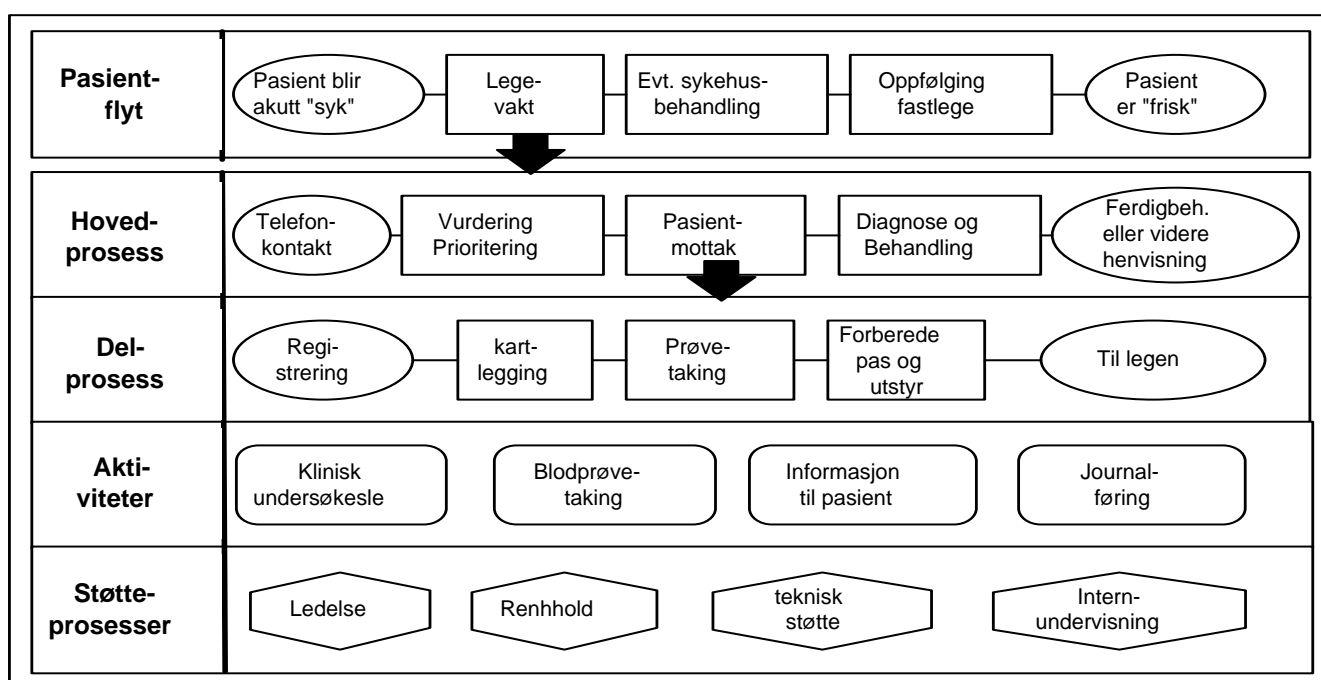 Pasient-
flyt
Pasient blir
akutt "syk"
Lege-
vakt
Evt. sykehus-
behandling
Oppfølging
fastlege
Pasient
er "frisk"
Hoved-
prosess
Telefon-
kontakt
Vurdering
Prioritering
Pasient-
mottak
Diagnose og
Behandling
Ferdigbeh.
eller videre
henvisning
Del-
prosess
Regi-
strering
kart-
legging
Prøve-
taking
Forberede
pas og
utstyr
Til legen
Akti-
viteter
Klinisk
undersøkesle
Blodprøve-
taking
Informasjon
til pasient
Journal-
føring
Støtte-
prosesser
Ledelse
Renhhold
teknisk
støtte
Intern-
undervisning